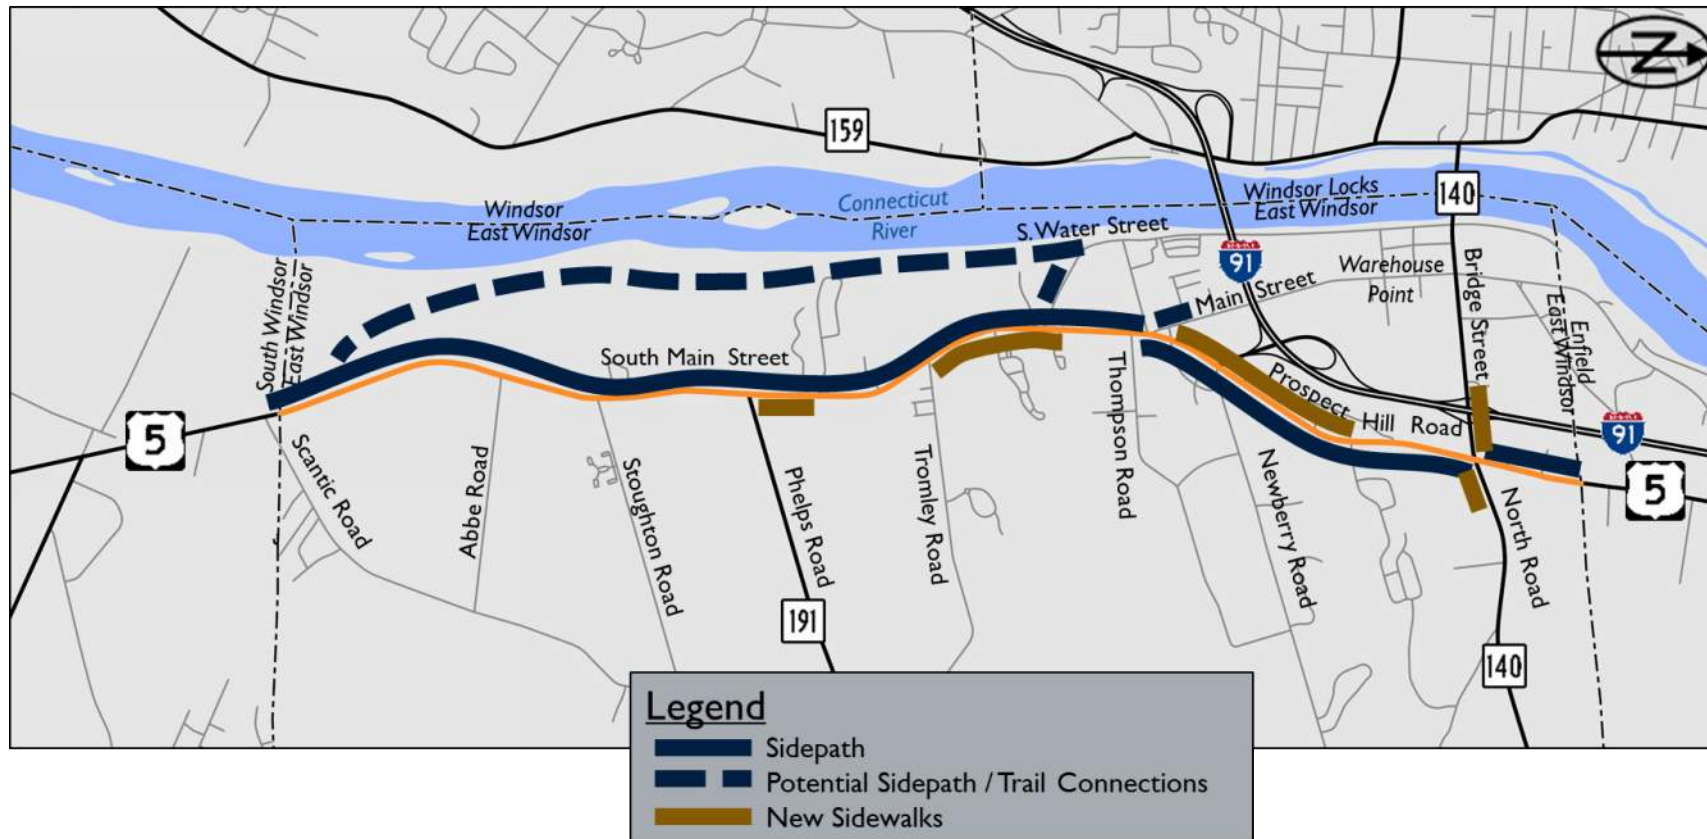 N
159
Windsor
East Windsor
Connecticut
River
Windsor Locks
East Windsor
140
S. Water Street
91
Main Street
Warehouse
Point
Bridge Street
South Windsor
East Windsor
Enfield
East Windsor
South Main Street
Thompson Road
Prospect Hill Road
91
5
5
Scantic Road
Abbe Road
Stoughton Road
Phelps Road
Tromley Road
Newberry Road
North Road
191
140
Legend
Sidepath
Potential Sidepath / Trail Connections
New Sidewalks